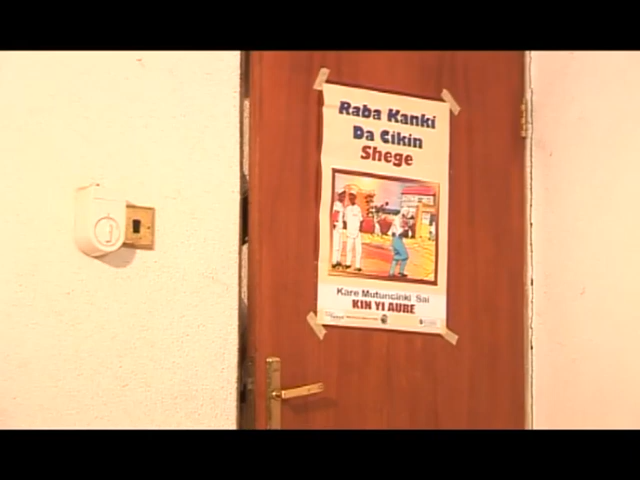 Raba Kanki
Da Cikin
Shege
Kare Mutuncinki Sai
KIN YI AURE